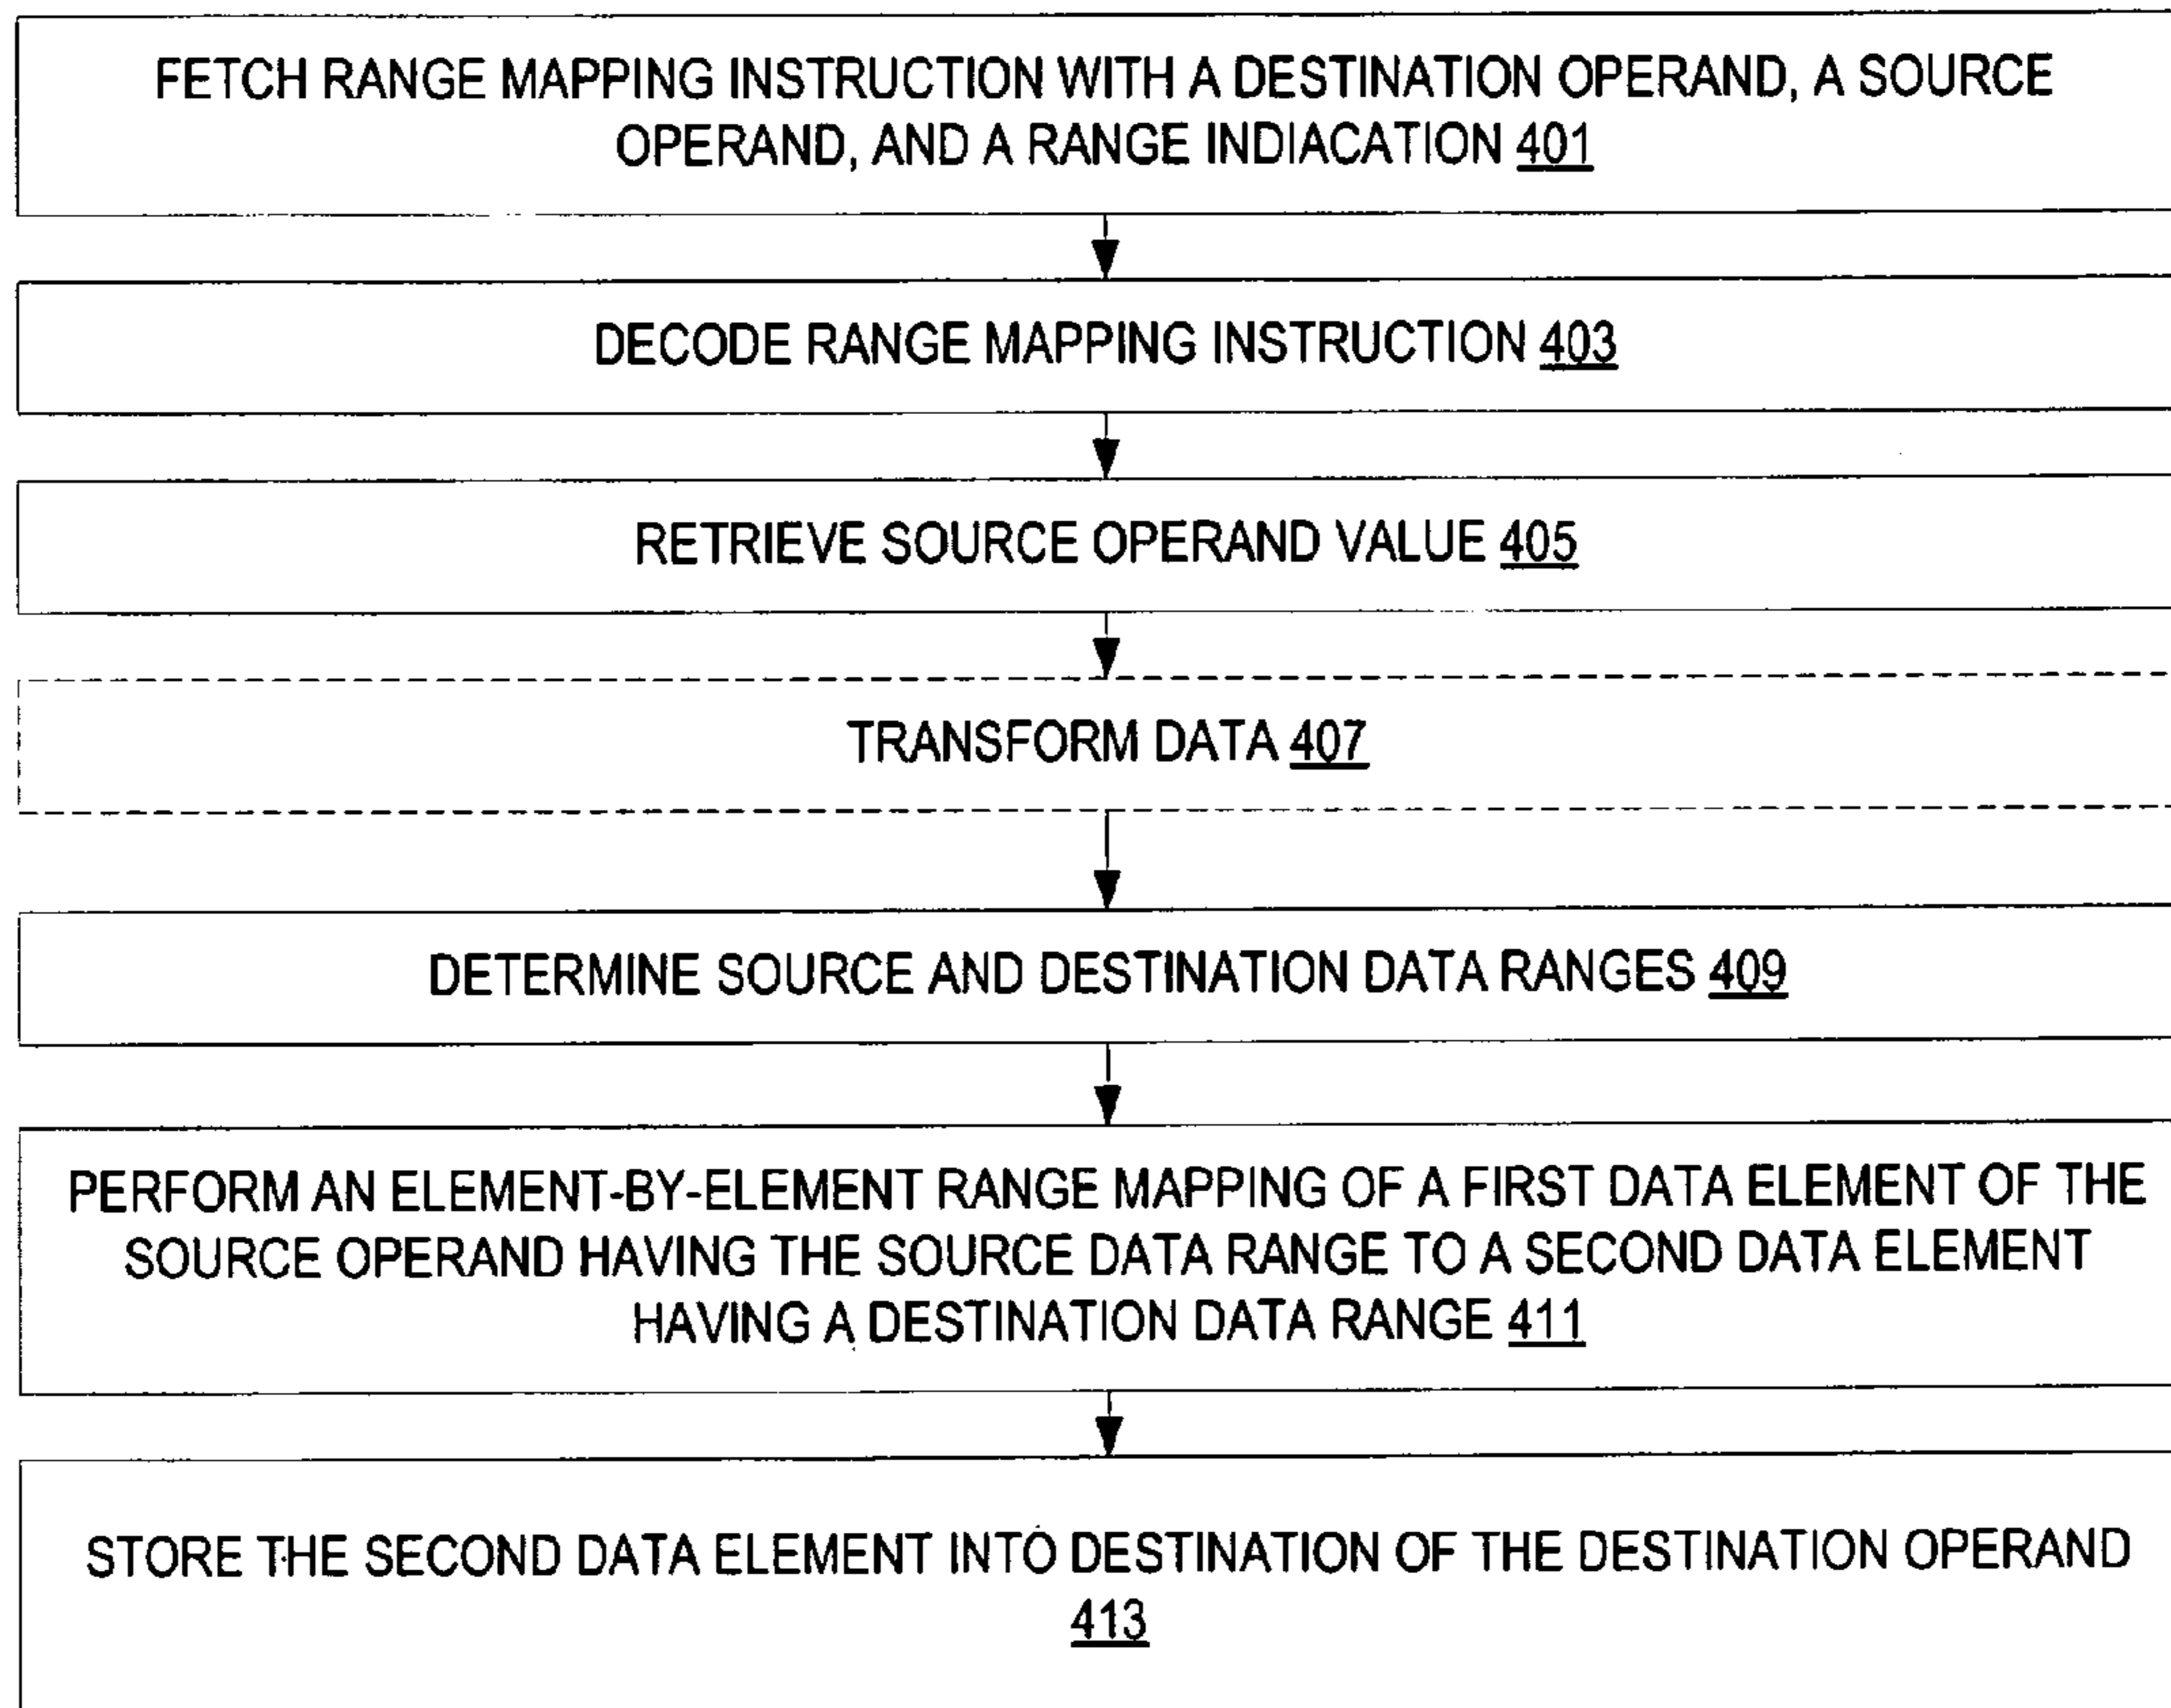 FETCH RANGE MAPPING INSTRUCTION WITH A DESTINATION OPERAND, A SOURCE
OPERAND, AND A RANGE INDIACATION 401
DECODE RANGE MAPPING INSTRUCTION 403
RETRIEVE SOURCE OPERAND VALUE 405
TRANSFORM DATA 407
DETERMINE SOURCE AND DESTINATION DATA RANGES 409
PERFORM AN ELEMENT-BY-ELEMENT RANGE MAPPING OF A FIRST DATA ELEMENT OF THE
SOURCE OPERAND HAVING THE SOURCE DATA RANGE TO A SECOND DATA ELEMENT
HAVING A DESTINATION DATA RANGE 411
STORE THE SECOND DATA ELEMENT INTO DESTINATION OF THE DESTINATION OPERAND
413